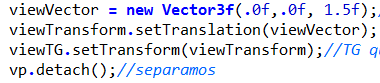 viewVector = new Vector3f(.0f,.0f, 1.5f);
viewTransform.setTranslation(viewVector);
viewTG.setTransform(viewTransform);//TG
vp.detach();//separamos